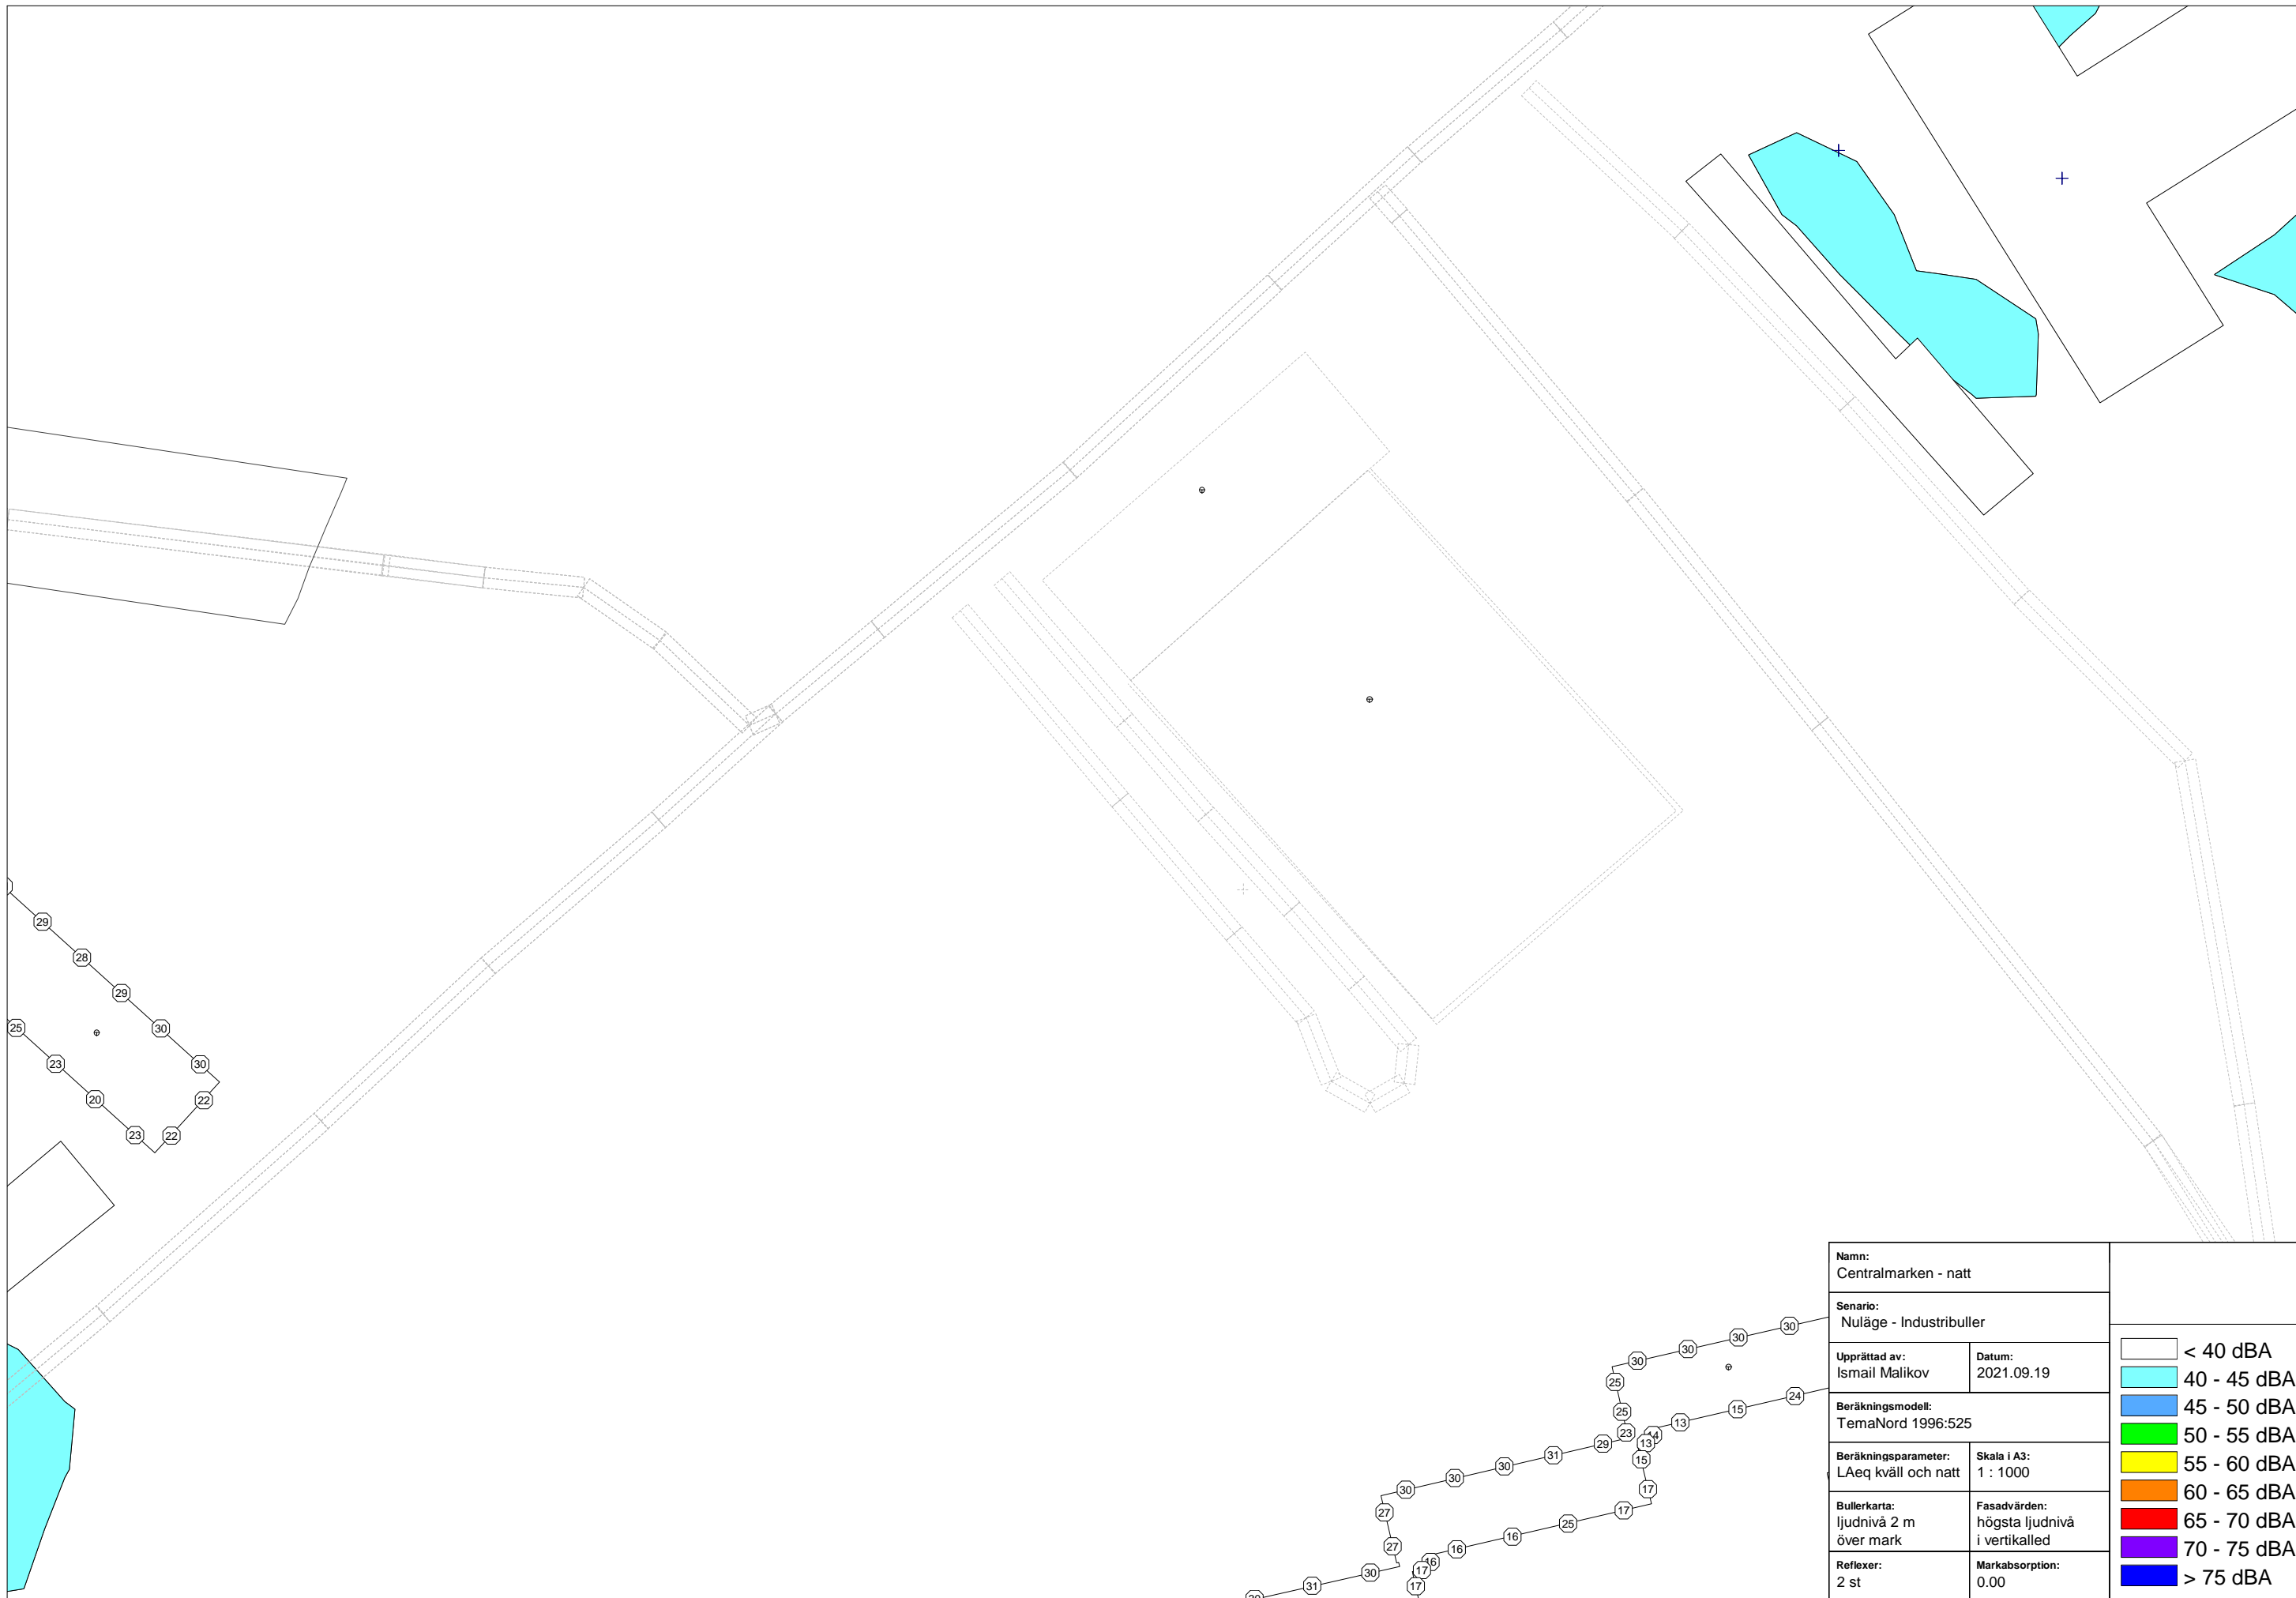 29
28
29
30
30
25
23
20
23
22
22
30
30
30
30
25
25
23
24
15
13
14
13
15
17
17
29
31
30
30
30
27
27
25
16
16
16
17
17
30
31
30
Namn:
Centralmarken - natt
Senario:
Nuläge - Industribuller
Upprättad av:
Ismail Malikov
Datum:
2021.09.19
Beräkningsmodell:
TemaNord 1996:525
Beräkningsparameter:
LAeq kväll och natt
Skala i A3:
1 : 1000
Bullerkarta:
ljudnivå 2 m
över mark
Fasadvärden:
högsta ljudnivå
i vertikalled
Reflexer:
2 st
Markabsorption:
0.00
< 40 dBA
40 - 45 dBA
45 - 50 dBA
50 - 55 dBA
55 - 60 dBA
60 - 65 dBA
65 - 70 dBA
70 - 75 dBA
> 75 dBA